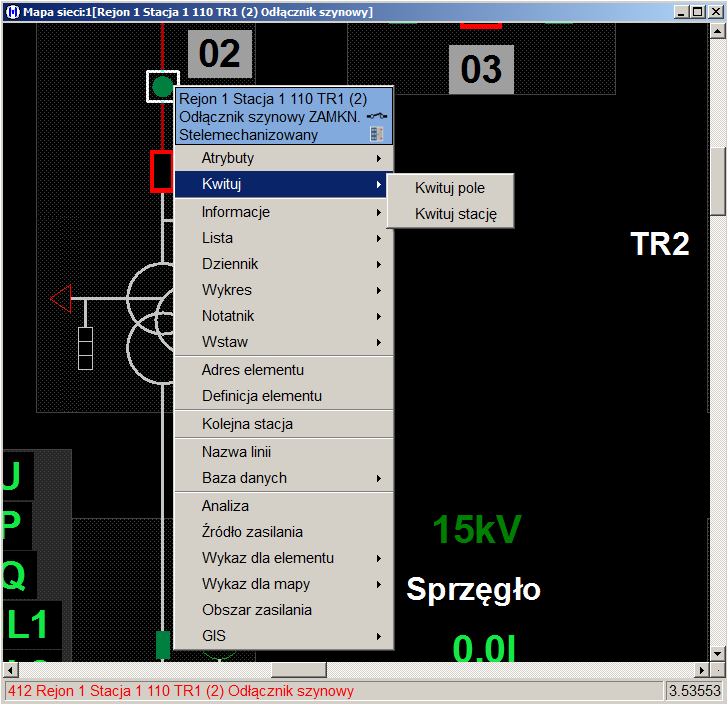 Mapa sieci:1[Rejon 1 Stacja 1 110 TR1 (2) Odłącznik szynowy]
02
03
Rejon 1 Stacja 1 110 TR1 (2)
Odłącznik szynowy ZAMKN.
Stelemechanizowany
Atrybuty
Kwituj
Kwituj pole
Kwituj stację
Informacje
Lista
Dziennik
Wykres
Notatnik
Wstaw
Adres elementu
Definicja elementu
Kolejna stacja
Nazwa linii
Baza danych
Analiza
Źródło zasilania
Wykaz dla elementu
Wykaz dla mapy
Obszar zasilania
GIS
TR2
U
P
Q
L1
15kV
Sprzęgło
0.0I
412 Rejon 1 Stacja 1 110 TR1 (2) Odłącznik szynowy
3.53553